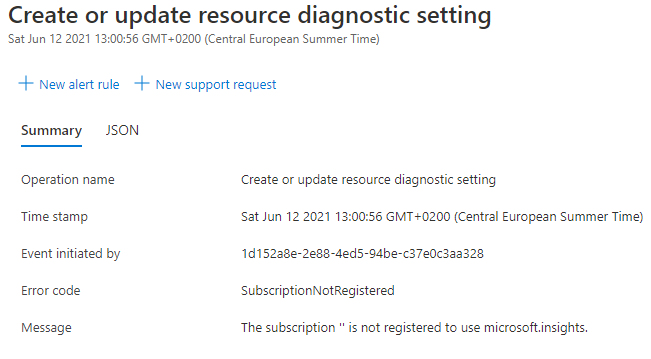 Create or update resource diagnostic setting
Sat Jun 12 2021 13:00:56 GMT+0200 (Central European Summer Time)
+ New alert rule + New support request
Summary JSON
Operation name Create or update resource diagnostic setting
Time stamp Sat Jun 12 2021 13:00:56 GMT+0200 (Central European Summer Time)
Event initiated by 1d152a8e-2e88-4ed5-94be-c37e0c3aa328
Error code SubscriptionNotRegistered
Message The subscription '' is not registered to use microsoft.insights.